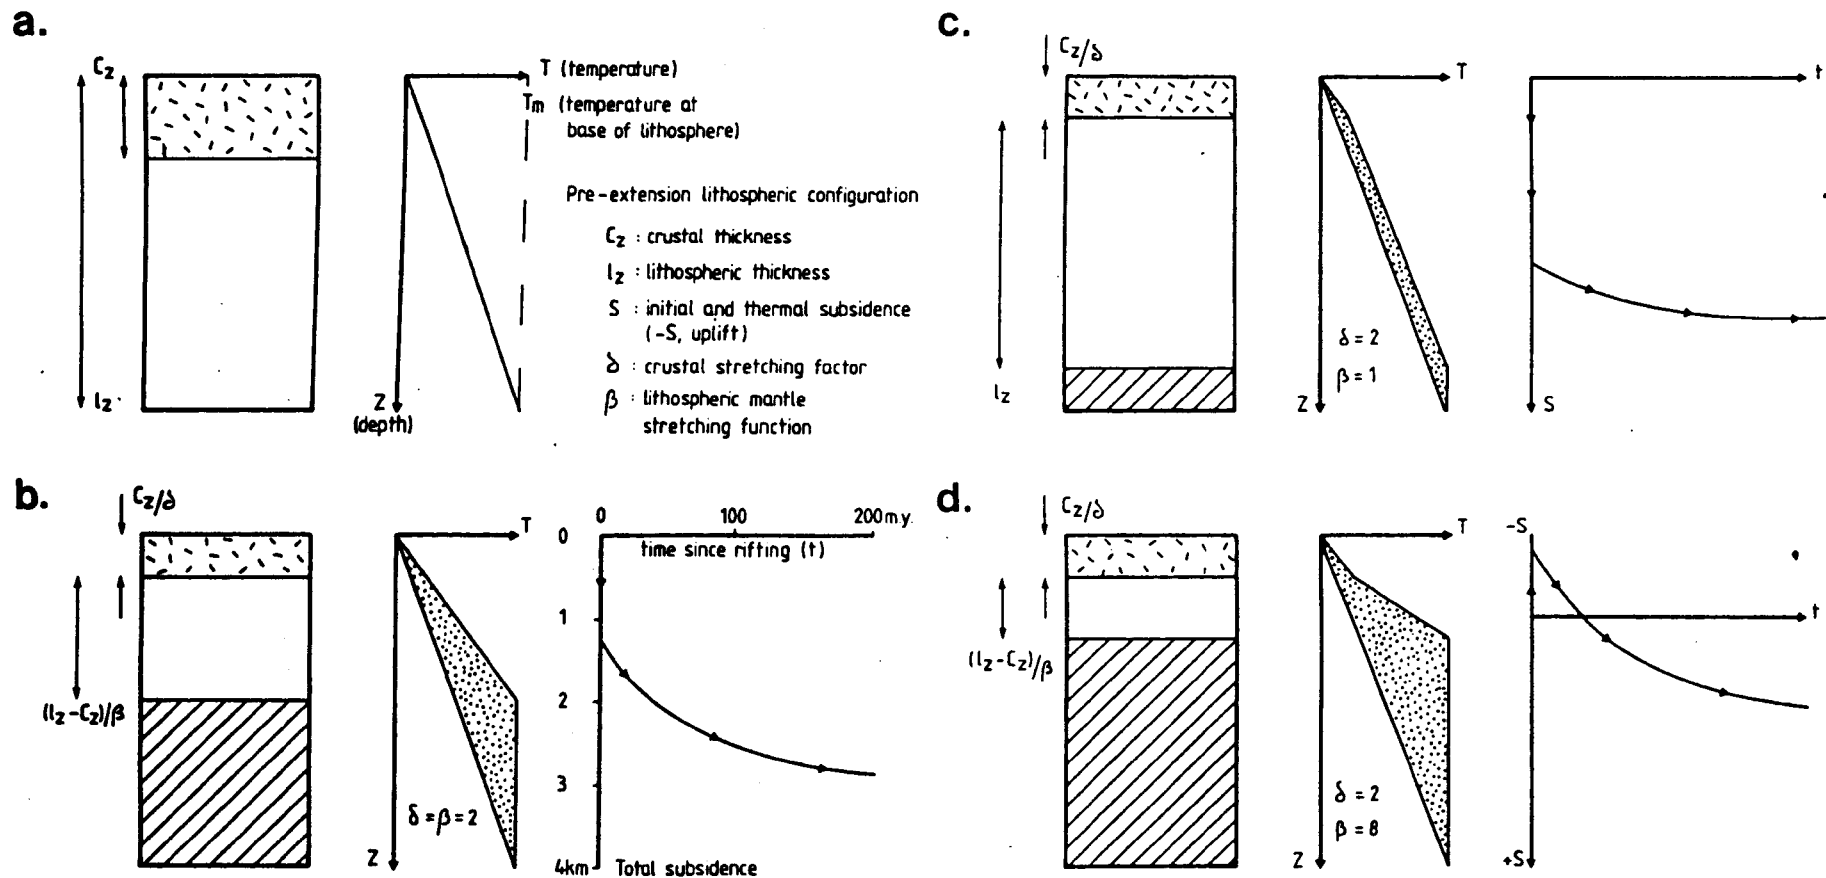 a.
Cz
lz
T (temperature)
Tm (temperature at
base of lithosphere)
Z
(depth)
Pre-extension lithospheric configuration
Cz : crustal thickness
lz : lithospheric thickness
S : initial and thermal subsidence
(-S, uplift)
δ : crustal stretching factor
β : lithospheric mantle
stretching function
b.
Cz/δ
(lz-Cz)/β
T
Z
δ=β=2
0 100 200 m.y.
time since rifting (t)
0
1
2
3
4km
Total subsidence
c.
Cz/δ
lz
T
Z
δ=2
β=1
t
S
d.
Cz/δ
(lz-Cz)/β
T
Z
δ=2
β=8
-S
t
+S